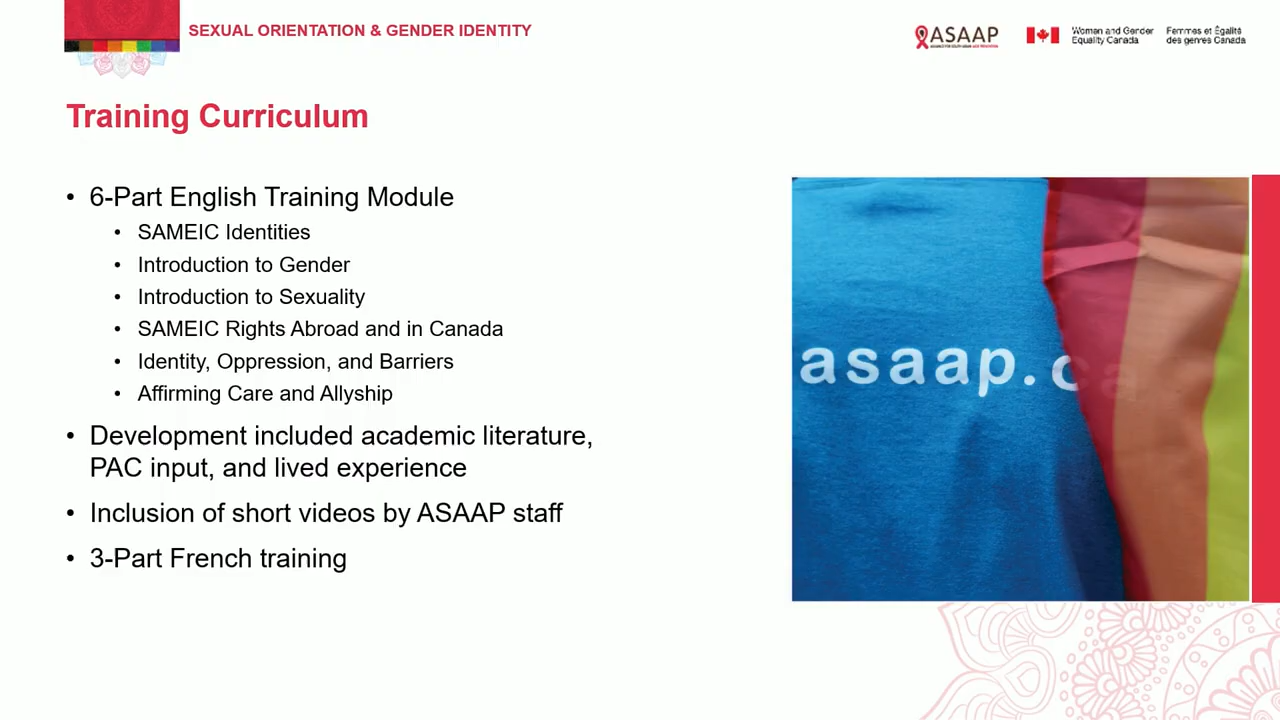 SEXUAL ORIENTATION & GENDER IDENTITY
ASAAP
Women and Gender
Equality Canada
Femmes et Égalité
des genres Canada
Training Curriculum
• 6-Part English Training Module
• SAMEIC Identities
• Introduction to Gender
• Introduction to Sexuality
• SAMEIC Rights Abroad and in Canada
• Identity, Oppression, and Barriers
• Affirming Care and Allyship
• Development included academic literature,
PAC input, and lived experience
• Inclusion of short videos by ASAAP staff
• 3-Part French training
asaap.ca